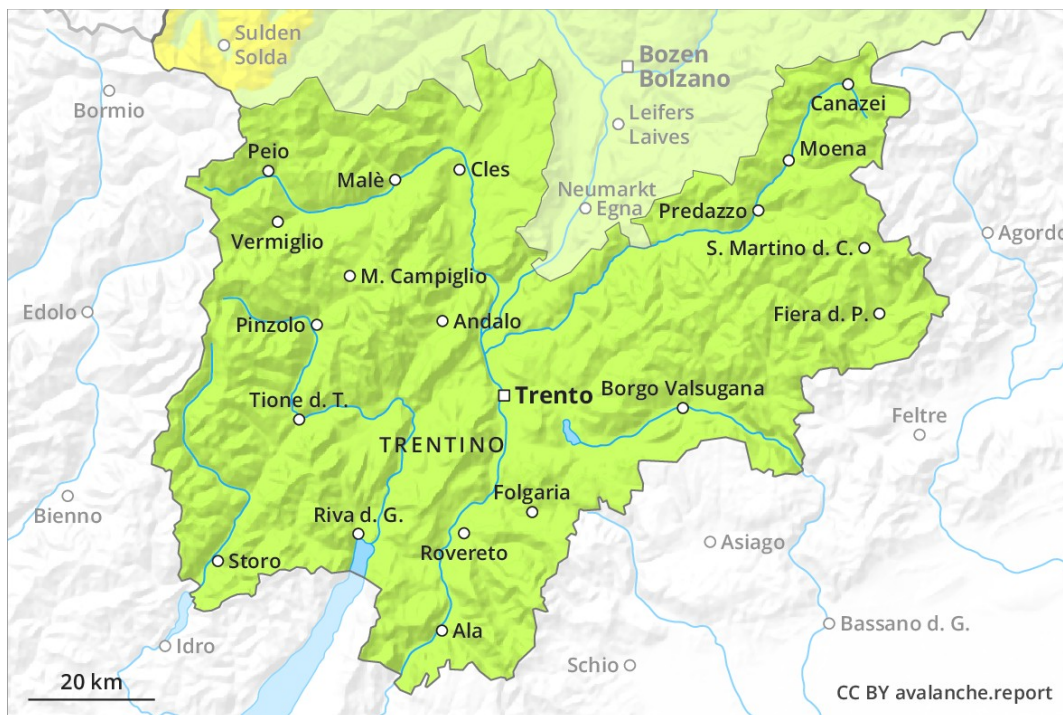 Sulden
Solda
Bozen
Bolzano
Bormio
Leifers
Laives
Canazei
Moena
Peio
Malè
Cles
Neumarkt
Egna
Predazzo
Vermiglio
S. Martino d. C.
Agordo
M. Campiglio
Edolo
Pinzolo
Andalo
Fiera d. P.
Trento
Borgo Valsugana
Tione d. T.
Feltre
TRENTINO
Bienno
Folgaria
Riva d. G.
Rovereto
Asiago
Storo
Ala
Bassano d. G.
Idro
Schio
20 km
CC BY avalanche.report